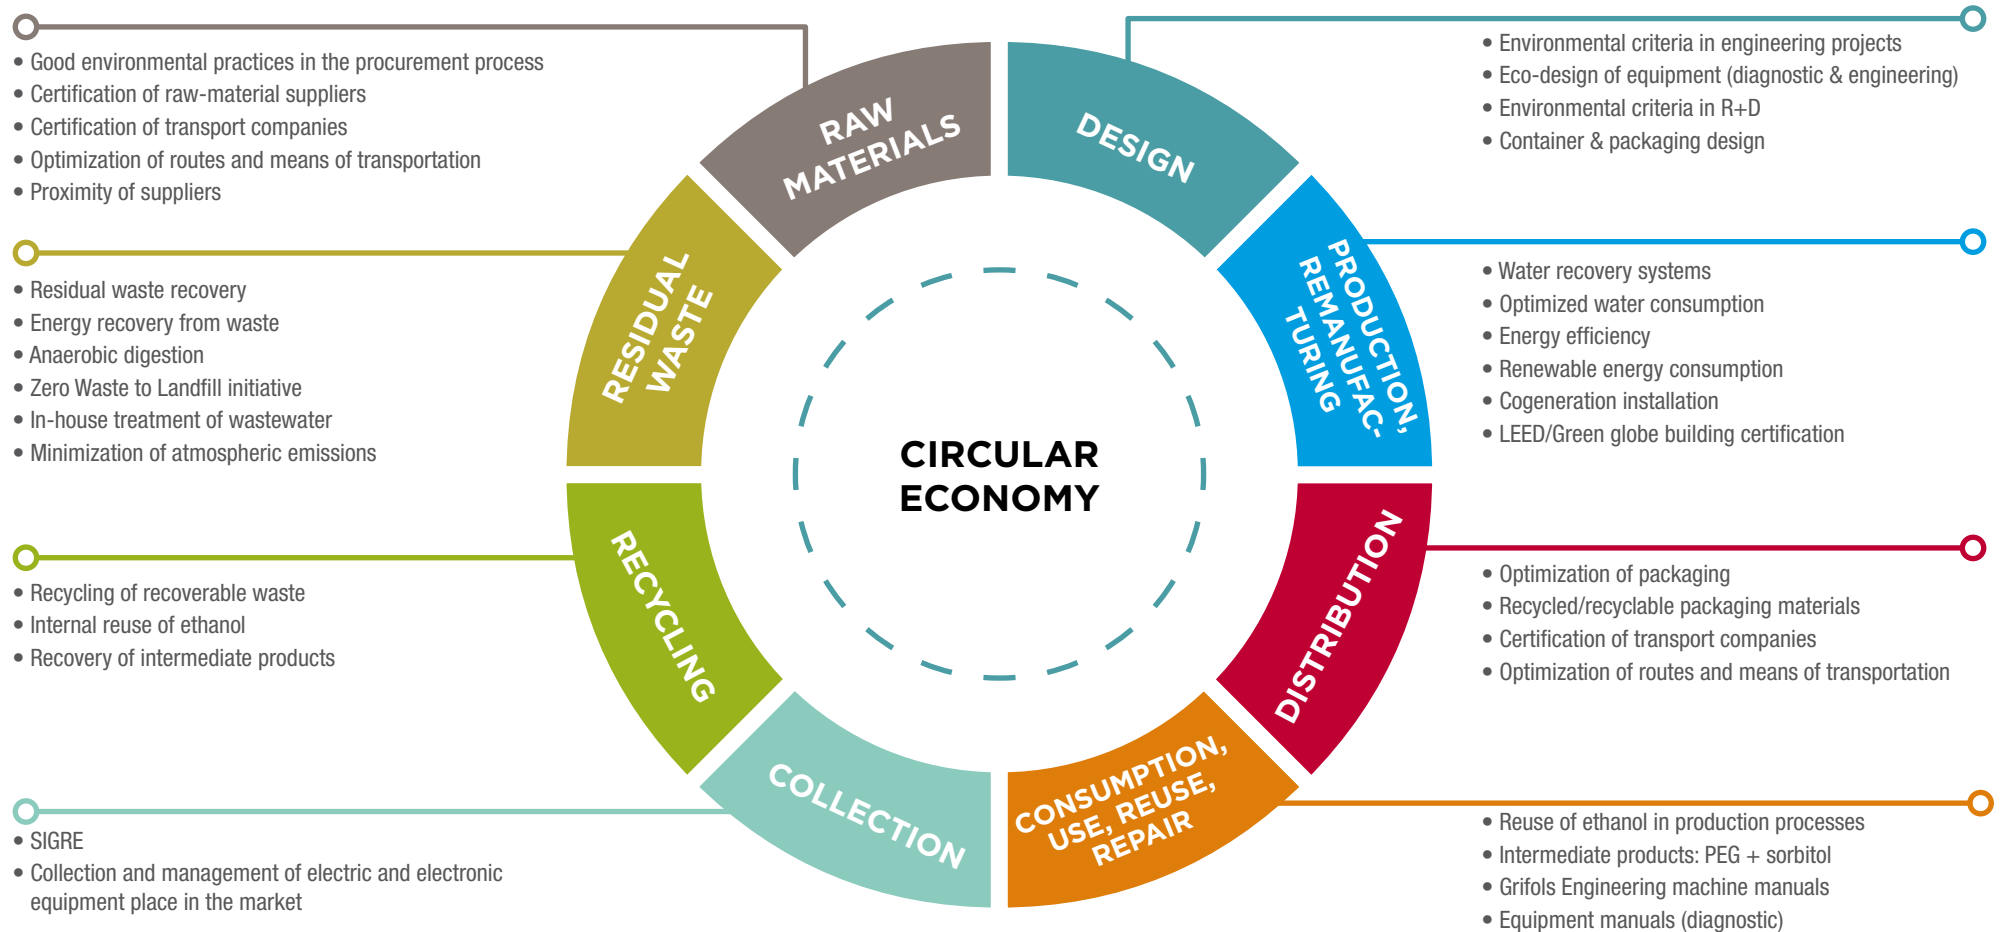 • Good environmental practices in the procurement process
• Certification of raw-material suppliers
• Certification of transport companies
• Optimization of routes and means of transportation
• Proximity of suppliers
• Residual waste recovery
• Energy recovery from waste
• Anaerobic digestion
• Zero Waste to Landfill initiative
• In-house treatment of wastewater
• Minimization of atmospheric emissions
• Recycling of recoverable waste
• Internal reuse of ethanol
• Recovery of intermediate products
• SIGRE
• Collection and management of electric and electronic
equipment place in the market
RAW
MATERIALS
DESIGN
RESIDUAL
WASTE
PRODUCTION,
REMANUFAC-
TURING
CIRCULAR
ECONOMY
RECYCLING
DISTRIBUTION
COLLECTION
CONSUMPTION,
USE, REUSE,
REPAIR
• Environmental criteria in engineering projects
• Eco-design of equipment (diagnostic & engineering)
• Environmental criteria in R+D
• Container & packaging design
• Water recovery systems
• Optimized water consumption
• Energy efficiency
• Renewable energy consumption
• Cogeneration installation
• LEED/Green globe building certification
• Optimization of packaging
• Recycled/recyclable packaging materials
• Certification of transport companies
• Optimization of routes and means of transportation
• Reuse of ethanol in production processes
• Intermediate products: PEG + sorbitol
• Grifols Engineering machine manuals
• Equipment manuals (diagnostic)